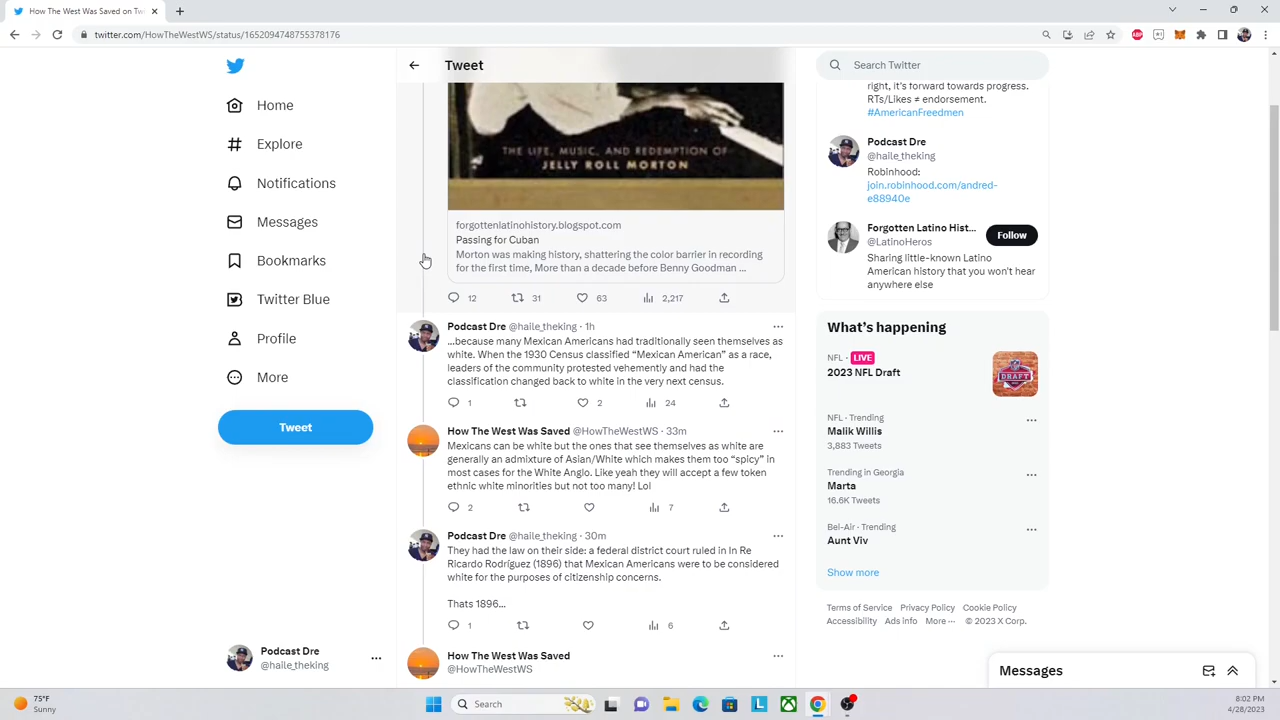 How The West Was Saved on Twi
twitter.com/HowTheWestWS/status/1652094748755378176
ABP
Tweet
Search Twitter
Home
Explore
Notifications
Messages
Bookmarks
Twitter Blue
Profile
More
Tweet
THE LIFE, MUSIC, AND REDEMPTION OF
JELLY ROLL MORTON
forgottenlatinohistory.blogspot.com
Passing for Cuban
Morton was making history, shattering the color barrier in recording
for the first time, More than a decade before Benny Goodman ...
12 31 63 2,217
Podcast Dre @haile_theking · 1h
...because many Mexican Americans had traditionally seen themselves as
white. When the 1930 Census classified “Mexican American” as a race,
leaders of the community protested vehemently and had the
classification changed back to white in the very next census.
1 2 24
How The West Was Saved @HowTheWestWS · 33m
Mexicans can be white but the ones that see themselves as white are
generally an admixture of Asian/White which makes them too “spicy” in
most cases for the White Anglo. Like yeah they will accept a few token
ethnic white minorities but not too many! Lol
2 7
Podcast Dre @haile_theking · 30m
They had the law on their side: a federal district court ruled in In Re
Ricardo Rodríguez (1896) that Mexican Americans were to be considered
white for the purposes of citizenship concerns.
Thats 1896...
1 6
How The West Was Saved
@HowTheWestWS
right, it's forward towards progress.
RTs/Likes ≠ endorsement.
#AmericanFreedmen
Podcast Dre
@haile_theking
Robinhood:
join.robinhood.com/andred-
e88940e
Forgotten Latino Hist...
@LatinoHeros
Follow
Sharing little-known Latino
American history that you won't hear
anywhere else
What's happening
NFL · LIVE
2023 NFL Draft
DRAFT
NFL · Trending
Malik Willis
3,883 Tweets
Trending in Georgia
Marta
16.6K Tweets
Bel-Air · Trending
Aunt Viv
Show more
Terms of Service Privacy Policy Cookie Policy
Accessibility Ads info More ··· © 2023 X Corp.
Podcast Dre
@haile_theking
Messages
75°F
Sunny
Search
L
8:02 PM
4/28/2023